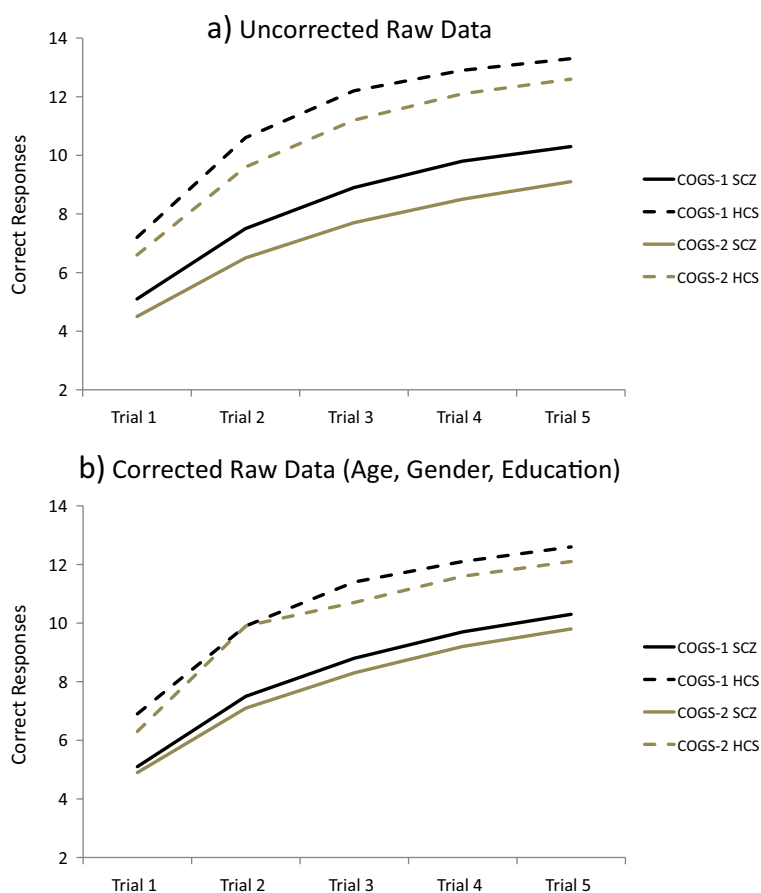 a) Uncorrected Raw Data
14
12
10
8
6
4
2
Correct Responses
Trial 1 Trial 2 Trial 3 Trial 4 Trial 5
COGS-1 SCZ
COGS-1 HCS
COGS-2 SCZ
COGS-2 HCS
b) Corrected Raw Data (Age, Gender, Education)
14
12
10
8
6
4
2
Correct Responses
Trial 1 Trial 2 Trial 3 Trial 4 Trial 5
COGS-1 SCZ
COGS-1 HCS
COGS-2 SCZ
COGS-2 HCS